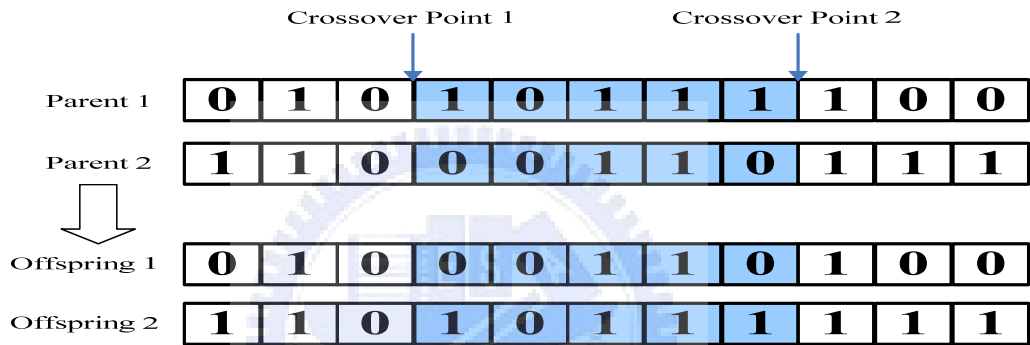 Crossover Point 1 Crossover Point 2
Parent 1 0 1 0 1 0 1 1 1 1 0 0
Parent 2 1 1 0 0 0 1 1 0 1 1 1
Offspring 1 0 1 0 0 0 1 1 0 1 0 0
Offspring 2 1 1 0 1 0 1 1 1 1 1 1